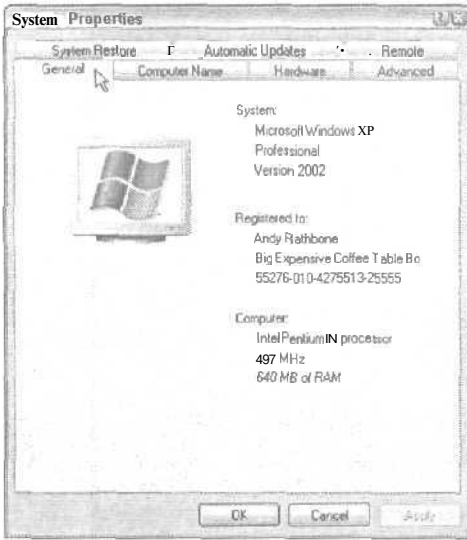 System Properties
System Restore Automatic Updates Remote
General Computer Name Hardware Advanced
System:
Microsoft Windows XP
Professional
Version 2002
Registered to:
Andy Rathbone
Big Expensive Coffee Table Bo
55276-010-4275513-25555
Computer:
Intel Pentium IN processor
497 MHz
640 MB of RAM
OK Cancel Apply